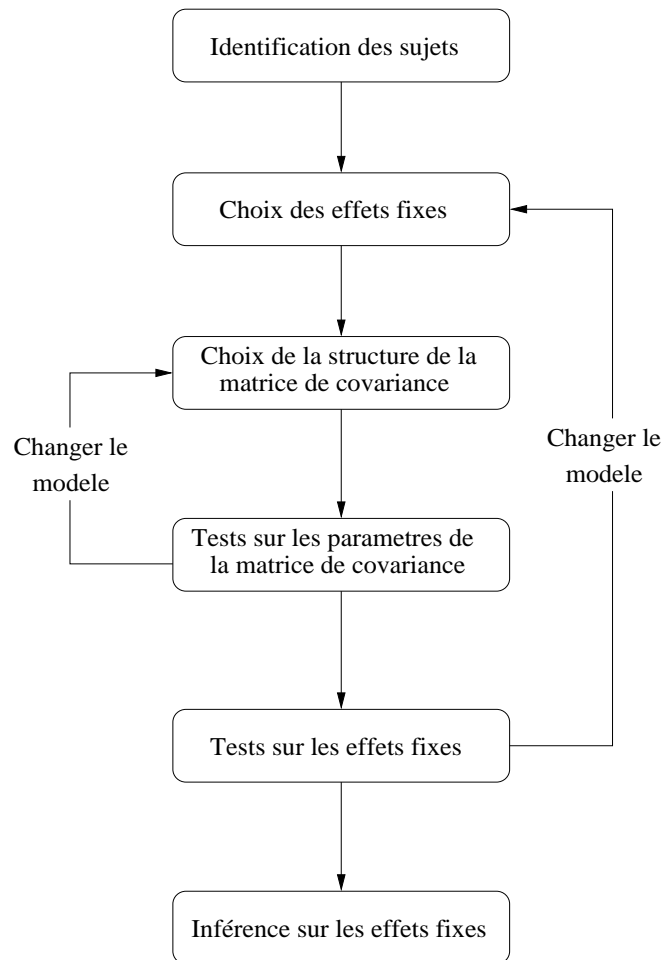 Identification des sujets
Choix des effets fixes
Choix de la structure de la
matrice de covariance
Changer le
modele
Changer le
modele
Tests sur les parametres de
la matrice de covariance
Tests sur les effets fixes
Inférence sur les effets fixes